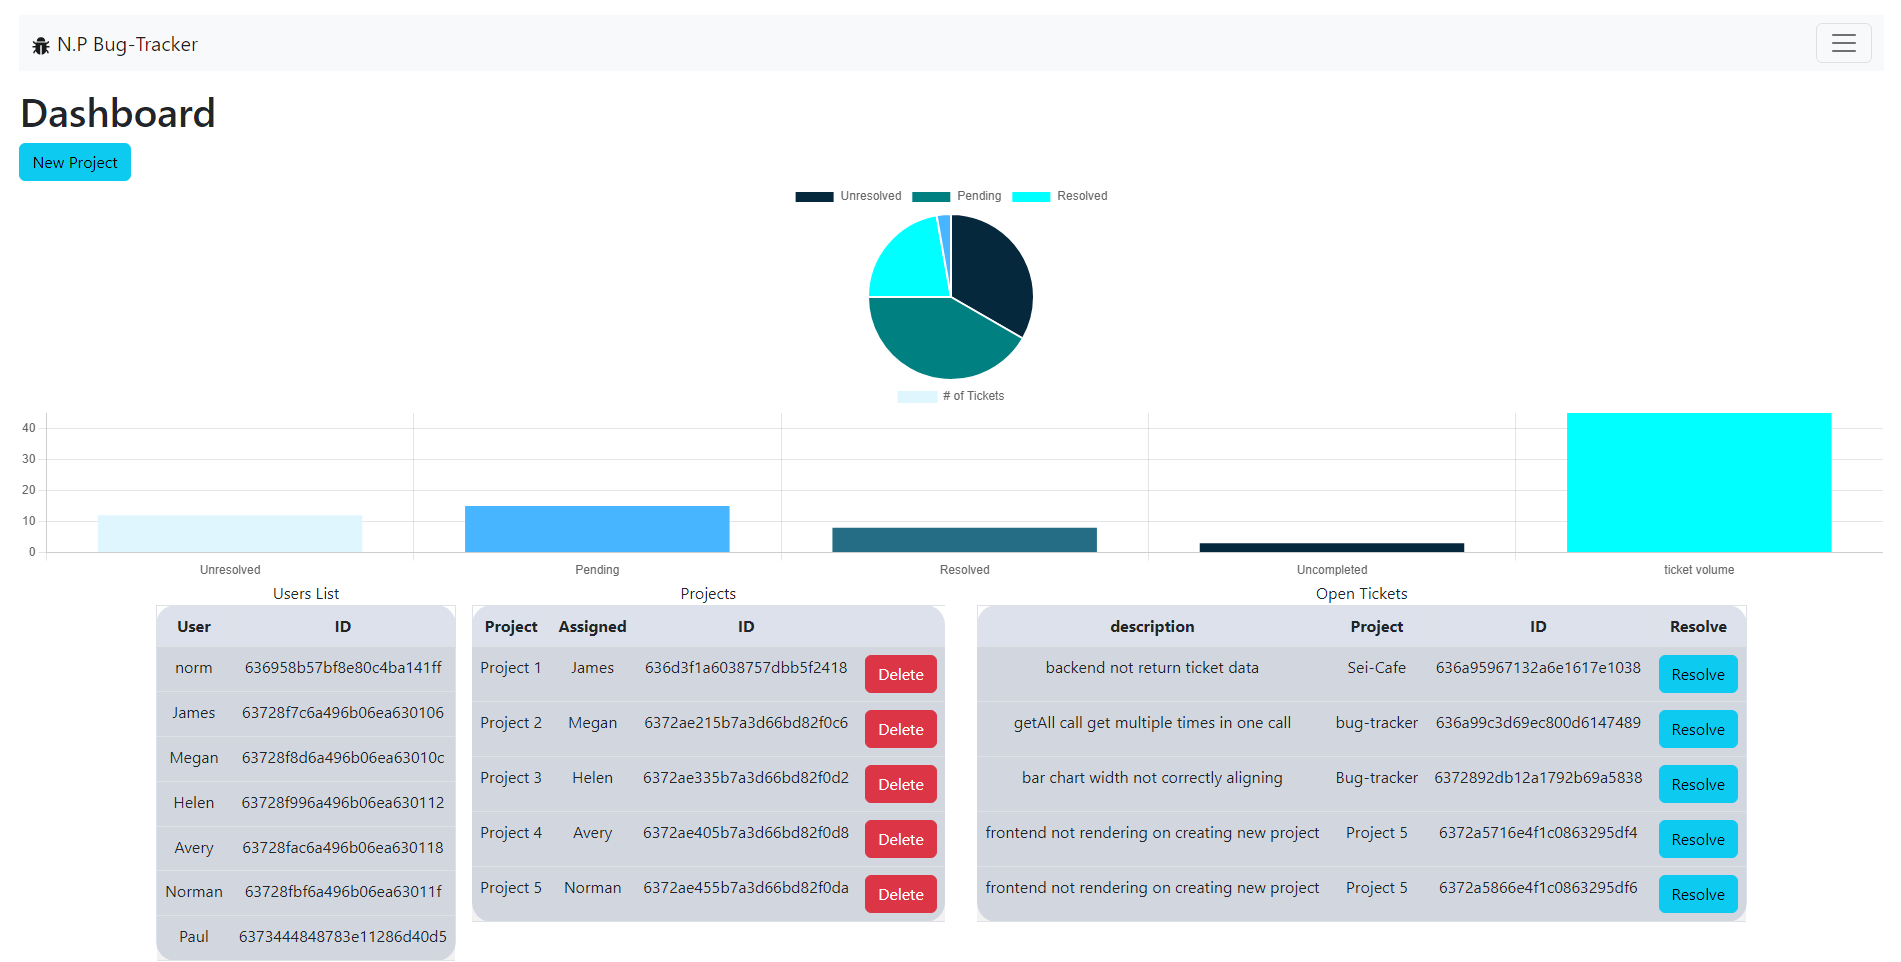 N.P Bug-Tracker
Dashboard
New Project
Unresolved Pending Resolved
# of Tickets
40
30
20
10
0
Unresolved Pending Resolved Uncompleted ticket volume
Users List
User ID
norm 636958b57bf8e80c4ba141ff
James 63728f7c6a496b06ea630106
Megan 63728f8d6a496b06ea63010c
Helen 63728f996a496b06ea630112
Avery 63728fac6a496b06ea630118
Norman 63728fbf6a496b06ea63011f
Paul 6373444848783e11286d40d5
Projects
Project Assigned ID
Project 1 James 636d3f1a6038757dbb5f2418 Delete
Project 2 Megan 6372ae215b7a3d66bd82f0c6 Delete
Project 3 Helen 6372ae335b7a3d66bd82f0d2 Delete
Project 4 Avery 6372ae405b7a3d66bd82f0d8 Delete
Project 5 Norman 6372ae455b7a3d66bd82f0da Delete
Open Tickets
description Project ID Resolve
backend not return ticket data Sei-Cafe 636a95967132a6e1617e1038 Resolve
getAll call get multiple times in one call bug-tracker 636a99c3d69ec800d6147489 Resolve
bar chart width not correctly aligning Bug-tracker 6372892db12a1792b69a5838 Resolve
frontend not rendering on creating new project Project 5 6372a5716e4f1c0863295df4 Resolve
frontend not rendering on creating new project Project 5 6372a5866e4f1c0863295df6 Resolve